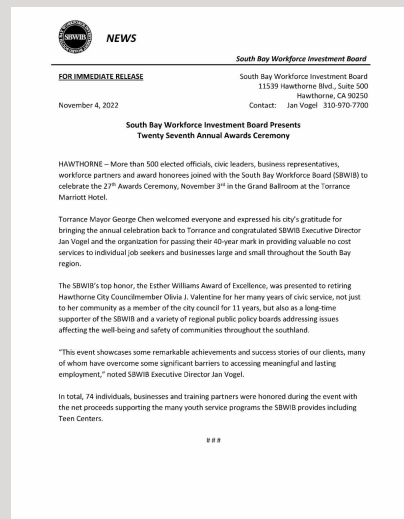 SBWIB
NEWS
South Bay Workforce Investment Board
FOR IMMEDIATE RELEASE
South Bay Workforce Investment Board
11539 Hawthorne Blvd., Suite 500
Hawthorne, CA 90250
November 4, 2022
Contact: Jan Vogel 310-970-7700
South Bay Workforce Investment Board Presents
Twenty Seventh Annual Awards Ceremony
HAWTHORNE – More than 500 elected officials, civic leaders, business representatives,
workforce partners and award honorees joined with the South Bay Workforce Board (SBWIB) to
celebrate the 27th Awards Ceremony, November 3rd in the Grand Ballroom at the Torrance
Marriott Hotel.
Torrance Mayor George Chen welcomed everyone and expressed his city's gratitude for
bringing the annual celebration back to Torrance and congratulated SBWIB Executive Director
Jan Vogel and the organization for passing their 40-year mark in providing valuable no cost
services to individual job seekers and businesses large and small throughout the South Bay
region.
The SBWIB's top honor, the Esther Williams Award of Excellence, was presented to retiring
Hawthorne City Councilmember Olivia J. Valentine for her many years of civic service, not just
to her community as a member of the city council for 11 years, but also as a long-time
supporter of the SBWIB and a variety of regional public policy boards addressing issues
affecting the well-being and safety of communities throughout the southland.
"This event showcases some remarkable achievements and success stories of our clients, many
of whom have overcome some significant barriers to accessing meaningful and lasting
employment," noted SBWIB Executive Director Jan Vogel.
In total, 74 individuals, businesses and training partners were honored during the event with
the net proceeds supporting the many youth service programs the SBWIB provides including
Teen Centers.
# # #